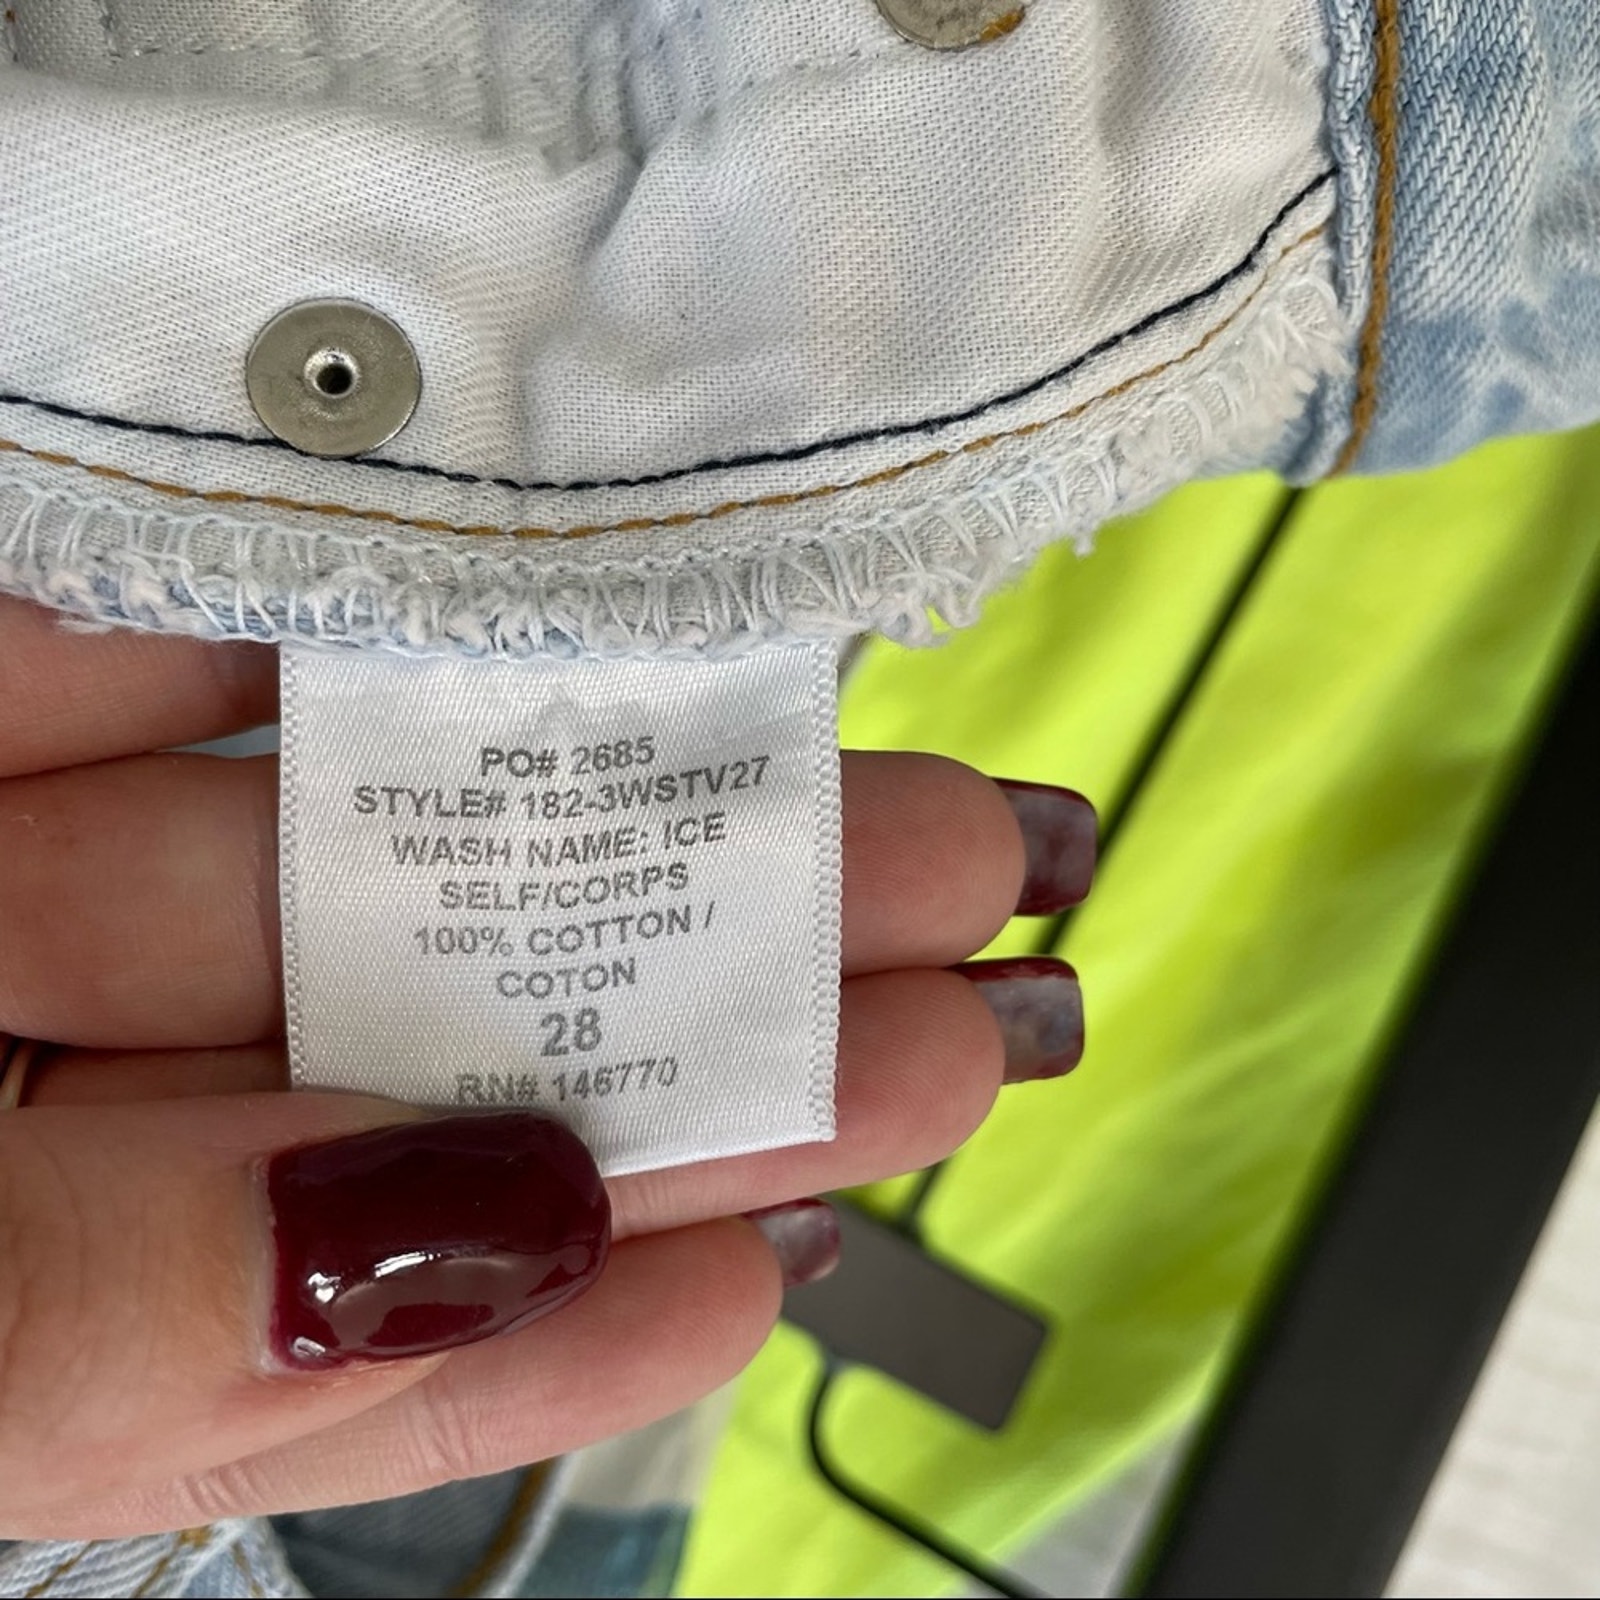 PO# 2685
STYLE# 182-3WSTV27
WASH NAME: ICE
SELF/CORPS
100% COTTON /
COTON
28
RN# 146770